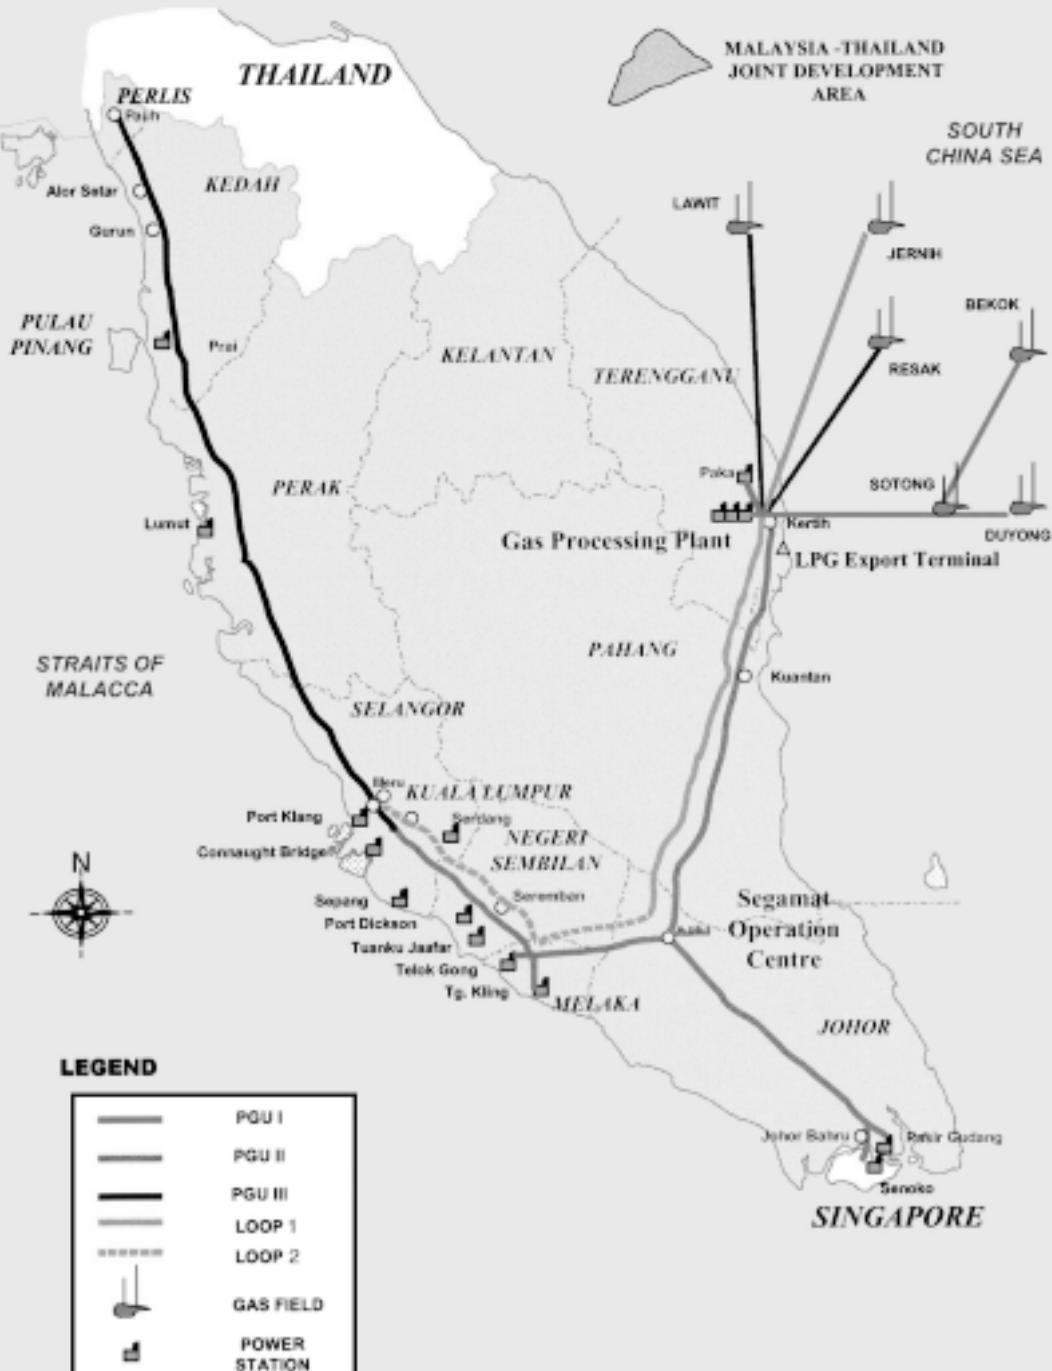 THAILAND
MALAYSIA -THAILAND
JOINT DEVELOPMENT
AREA
PERLIS
SOUTH
CHINA SEA
KEDAH
Alor Setar
LAWIT
Gurun
JERNIH
BEKOK
PULAU
PINANG
Prai
KELANTAN
RESAK
TERENGGANU
Paka
SOTONG
PERAK
Lumut
Kertih
DUYONG
Gas Processing Plant
LPG Export Terminal
STRAITS OF
MALACCA
PAHANG
Kuantan
SELANGOR
Meru
KUALA LUMPUR
Port Klang
Serdang
NEGERI
SEMBILAN
Connaught Bridge
N
Sepang
Seremban
Segamat
Operation
Centre
Port Dickson
Tuanku Jaafar
Telok Gong
Tg. Kling
MELAKA
JOHOR
LEGEND
PGU I
PGU II
PGU III
LOOP 1
LOOP 2
GAS FIELD
POWER
STATION
Johor Bahru
Pasir Gudang
Senoko
SINGAPORE